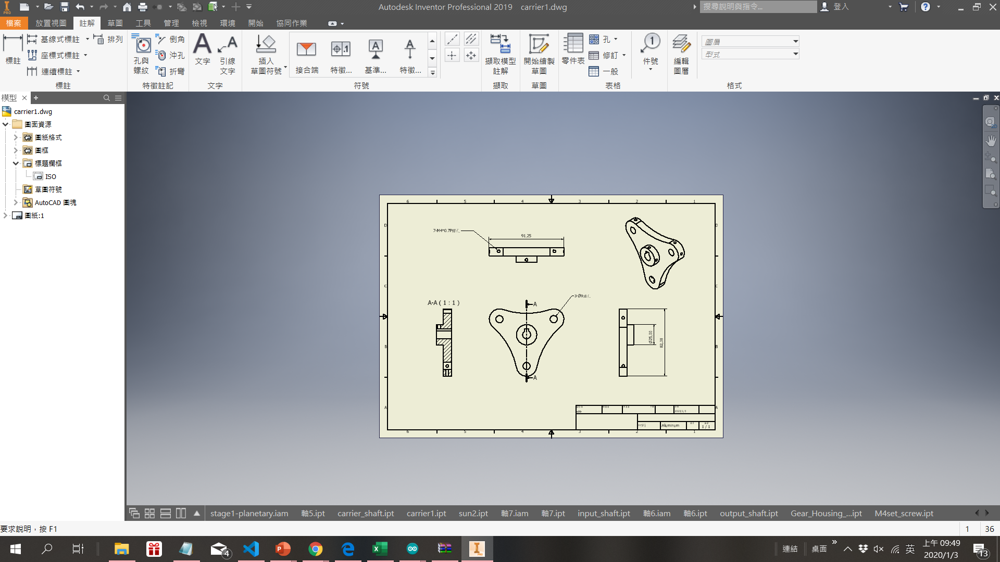 Autodesk Inventor Professional 2019 carrier1.dwg
搜尋說明與指令...
登入
PRO
檔案 放置視圖 註解 草圖 工具 管理 檢視 環境 開始 協同作業
標註
基線式標註
排列
座標式標註
連續標註
標註
孔與
螺紋
倒角
沖孔
折彎
特徵註記
文字
引線
文字
文字
插入
草圖符號
接合端
特徵...
基準...
特徵...
符號
擷取模型
註解
擷取
開始繪製
草圖
草圖
零件表
孔
修訂
一般
表格
件號
編輯
圖層
圖層
型式
格式
模型
carrier1.dwg
圖面資源
圖紙格式
圖框
標題欄框
ISO
草圖符號
AutoCAD 圖塊
圖紙:1
6 5 4 3 2 1
D
C
B
A
D
C
B
A
7-M4*0.7P螺孔
91,25
A-A ( 1 : 1 )
A
A
3-Ø9
Ø25,00
82,38
2020/1/3
Aluminum
1 / 1
6 5 4 3 2 1
stage1-planetary.iam 軸5.ipt carrier_shaft.ipt carrier1.ipt sun2.ipt 軸7.iam 軸7.ipt input_shaft.ipt 軸6.iam 軸6.ipt output_shaft.ipt Gear_Housing_...ipt M4set_screw.ipt
要求說明，按 F1
1 36
4
連結 桌面
英
上午 09:49
2020/1/3
13